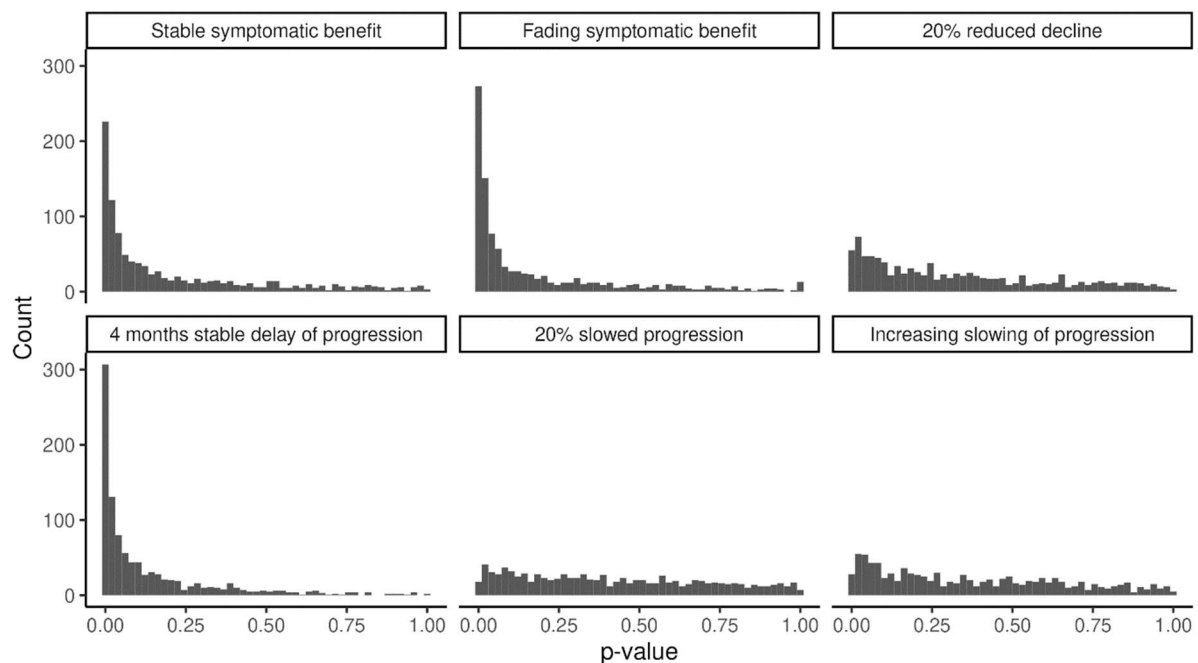 Stable symptomatic benefit
Fading symptomatic benefit
20% reduced decline
300
200
100
0
Count
4 months stable delay of progression
20% slowed progression
Increasing slowing of progression
300
200
100
0
0.00 0.25 0.50 0.75 1.00
0.00 0.25 0.50 0.75 1.00
0.00 0.25 0.50 0.75 1.00
p-value